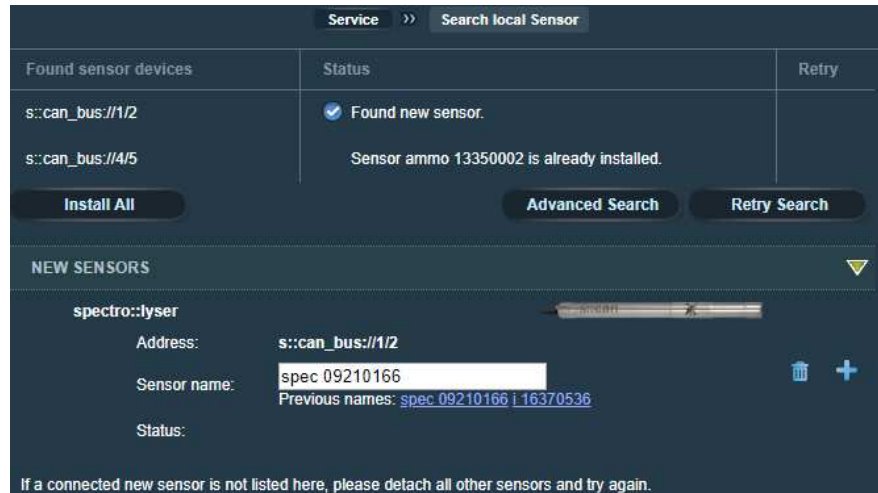 Service >> Search local Sensor
Found sensor devices Status Retry
s::can_bus://1/2 Found new sensor.
s::can_bus://4/5 Sensor ammo 13350002 is already installed.
Install All Advanced Search Retry Search
NEW SENSORS
spectro::lyser s::can
Address: s::can_bus://1/2
Sensor name: spec 09210166
Previous names: spec 09210166 i 16370536
Status:
If a connected new sensor is not listed here, please detach all other sensors and try again.